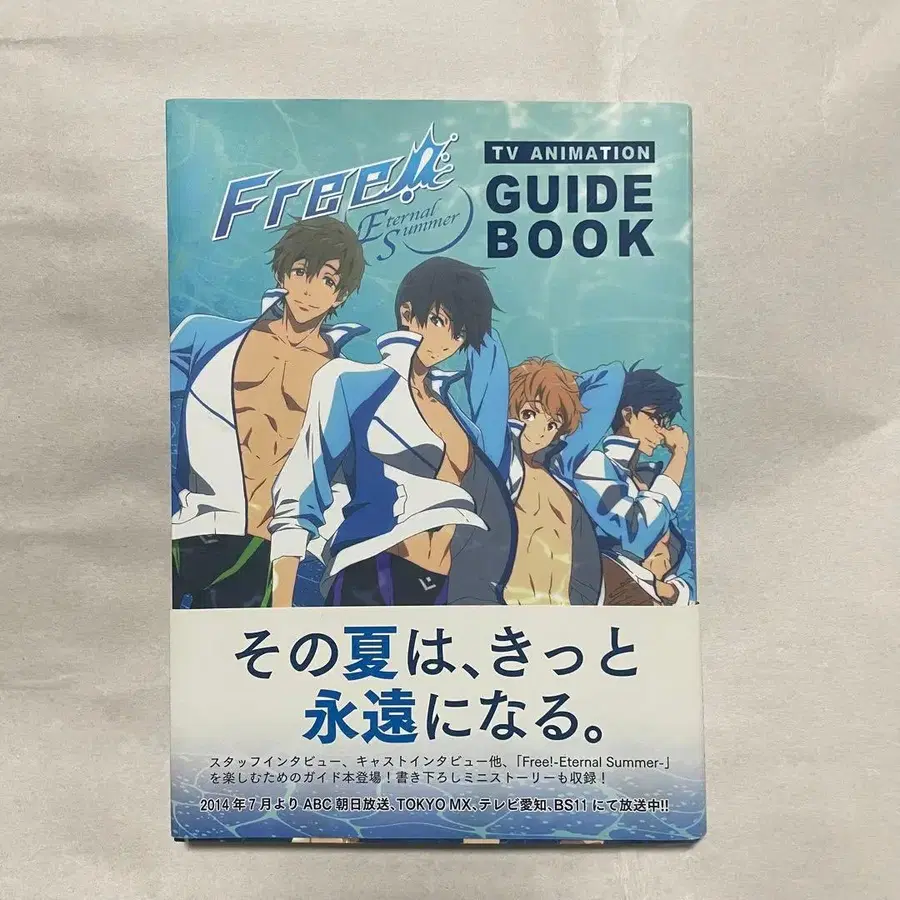 Free!
Eternal
Summer
TV ANIMATION
GUIDE
BOOK
その夏は、きっと
永遠になる。
スタッフインタビュー、キャストインタビュー他、「Free!-Eternal Summer-」
を楽しむためのガイド本登場！書き下ろしミニストーリーも収録！
2014年7月より ABC 朝日放送、TOKYO MX、テレビ愛知、BS11 にて放送中!!